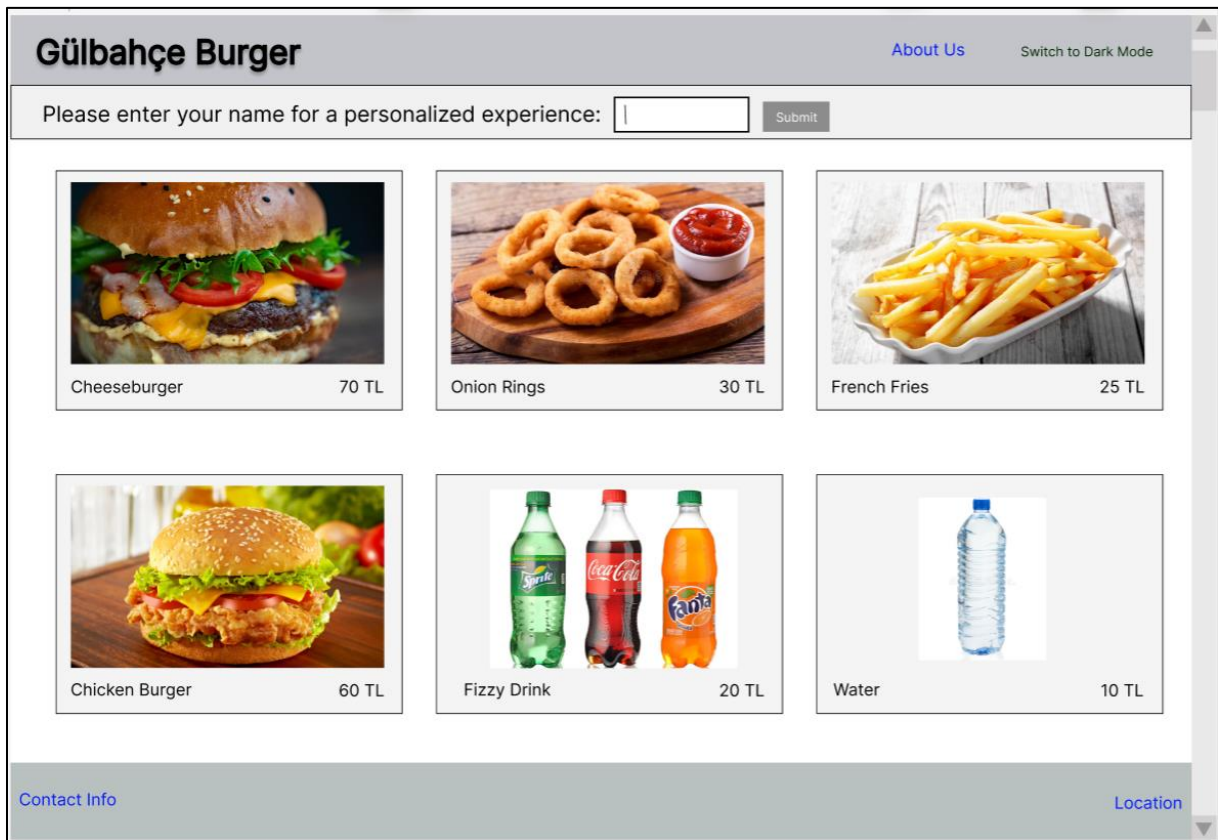 Gülbahçe Burger
About Us
Switch to Dark Mode
Please enter your name for a personalized experience:
Submit
Cheeseburger 70 TL
Onion Rings 30 TL
French Fries 25 TL
Sprite
Coca-Cola
Fanta
Chicken Burger 60 TL
Fizzy Drink 20 TL
Water 10 TL
Contact Info
Location